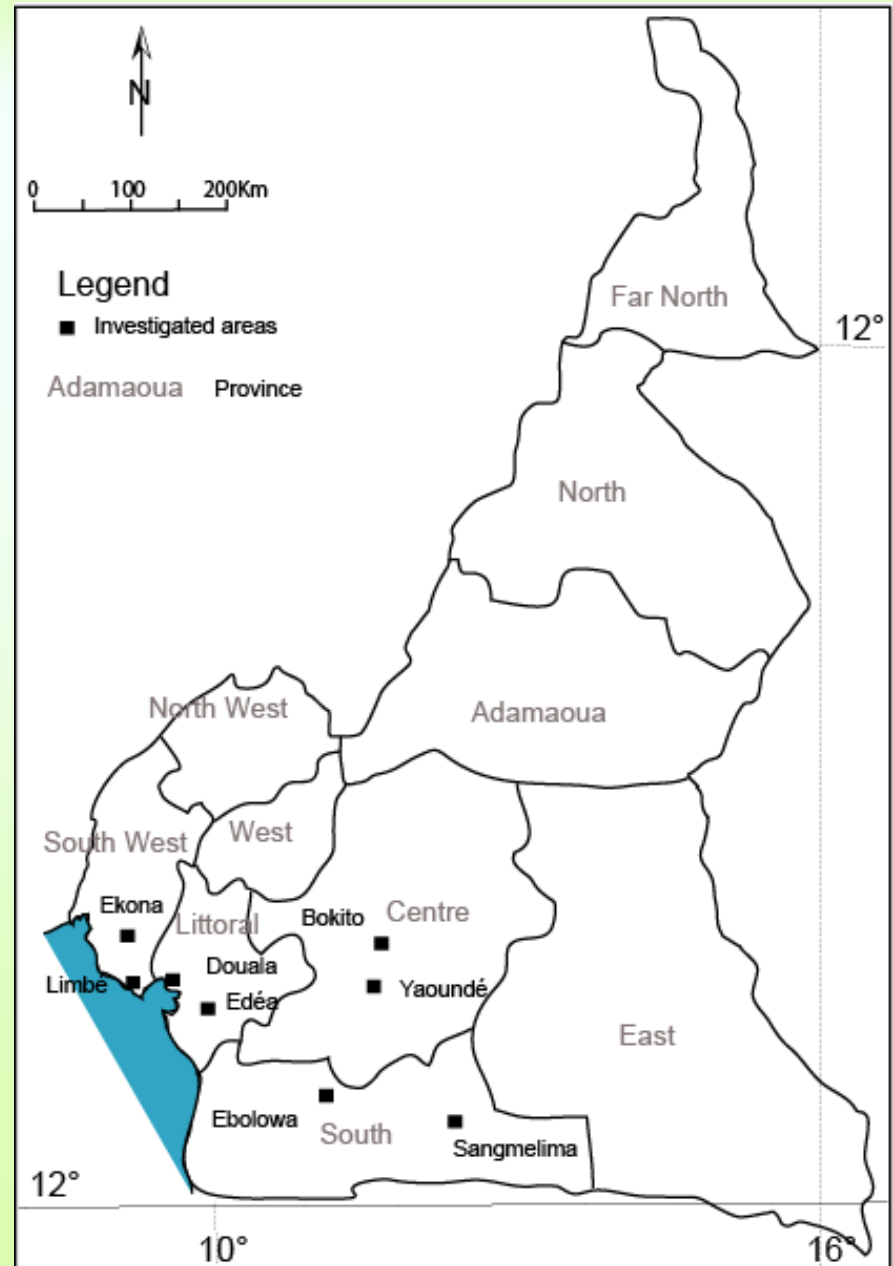 N
0 100 200Km
Legend
Investigated areas
Adamaoua Province
Far North
12°
North
North West
Adamaoua
South West
West
Ekona
Littoral
Bokito
Centre
Douala
Limbe
Edéa
Yaoundé
East
Ebolowa
South
Sangmelima
12°
10°
16°